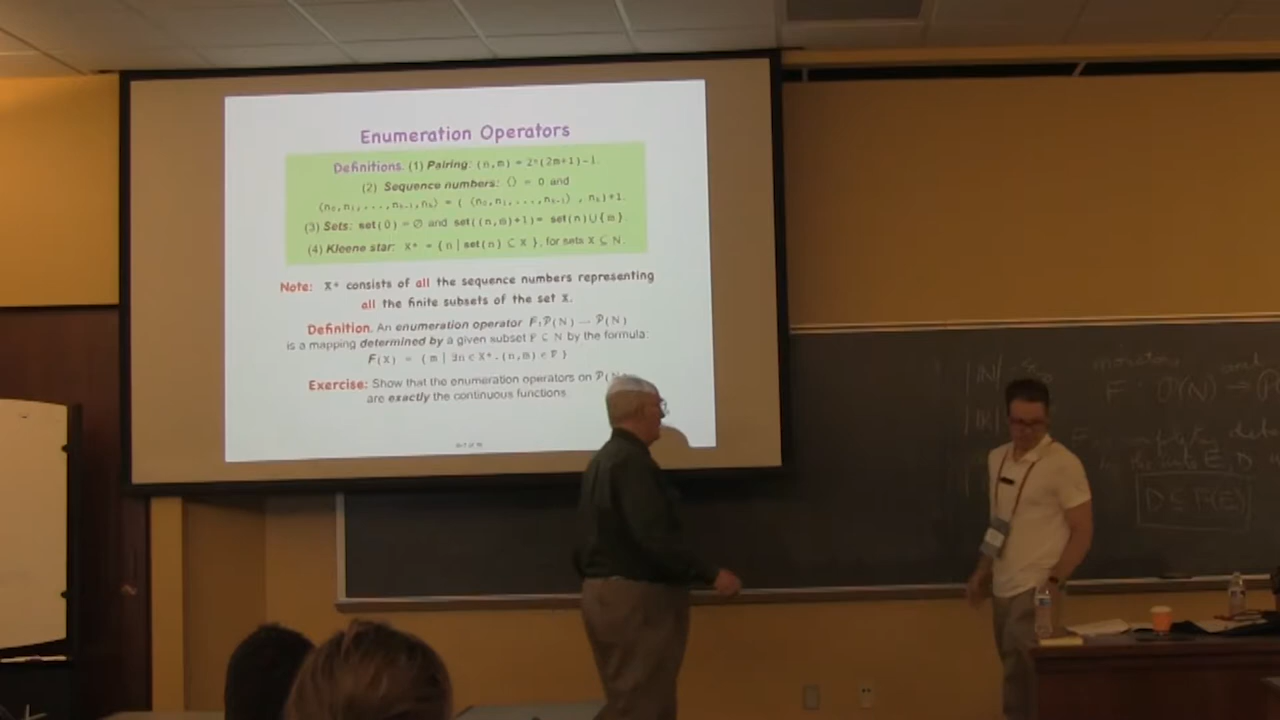 Enumeration Operators
Definitions. (1) Pairing: (n,m) = 2ⁿ(2m+1)-1.
(2) Sequence numbers: ⟨⟩ = 0 and
⟨n₀,n₁,...,nₖ₋₁,nₖ⟩ = (⟨n₀,n₁,...,nₖ₋₁⟩, nₖ)+1.
(3) Sets: set(0) = ∅ and set((n,m)+1)= set(n)∪{m}.
(4) Kleene star: X* = {n | set(n) ⊆ X}, for sets X ⊆ N.
Note: X* consists of all the sequence numbers representing
all the finite subsets of the set X.
Definition. An enumeration operator F:P(N) → P(N)
is a mapping determined by a given subset F ⊆ N by the formula:
F(X) = {m | ∃n∈X*.(n,m) ∈ F}
Exercise: Show that the enumeration operators on P(N
are exactly the continuous functions
|N|
F : P(N) →
|N|
D ⊆ F(E)